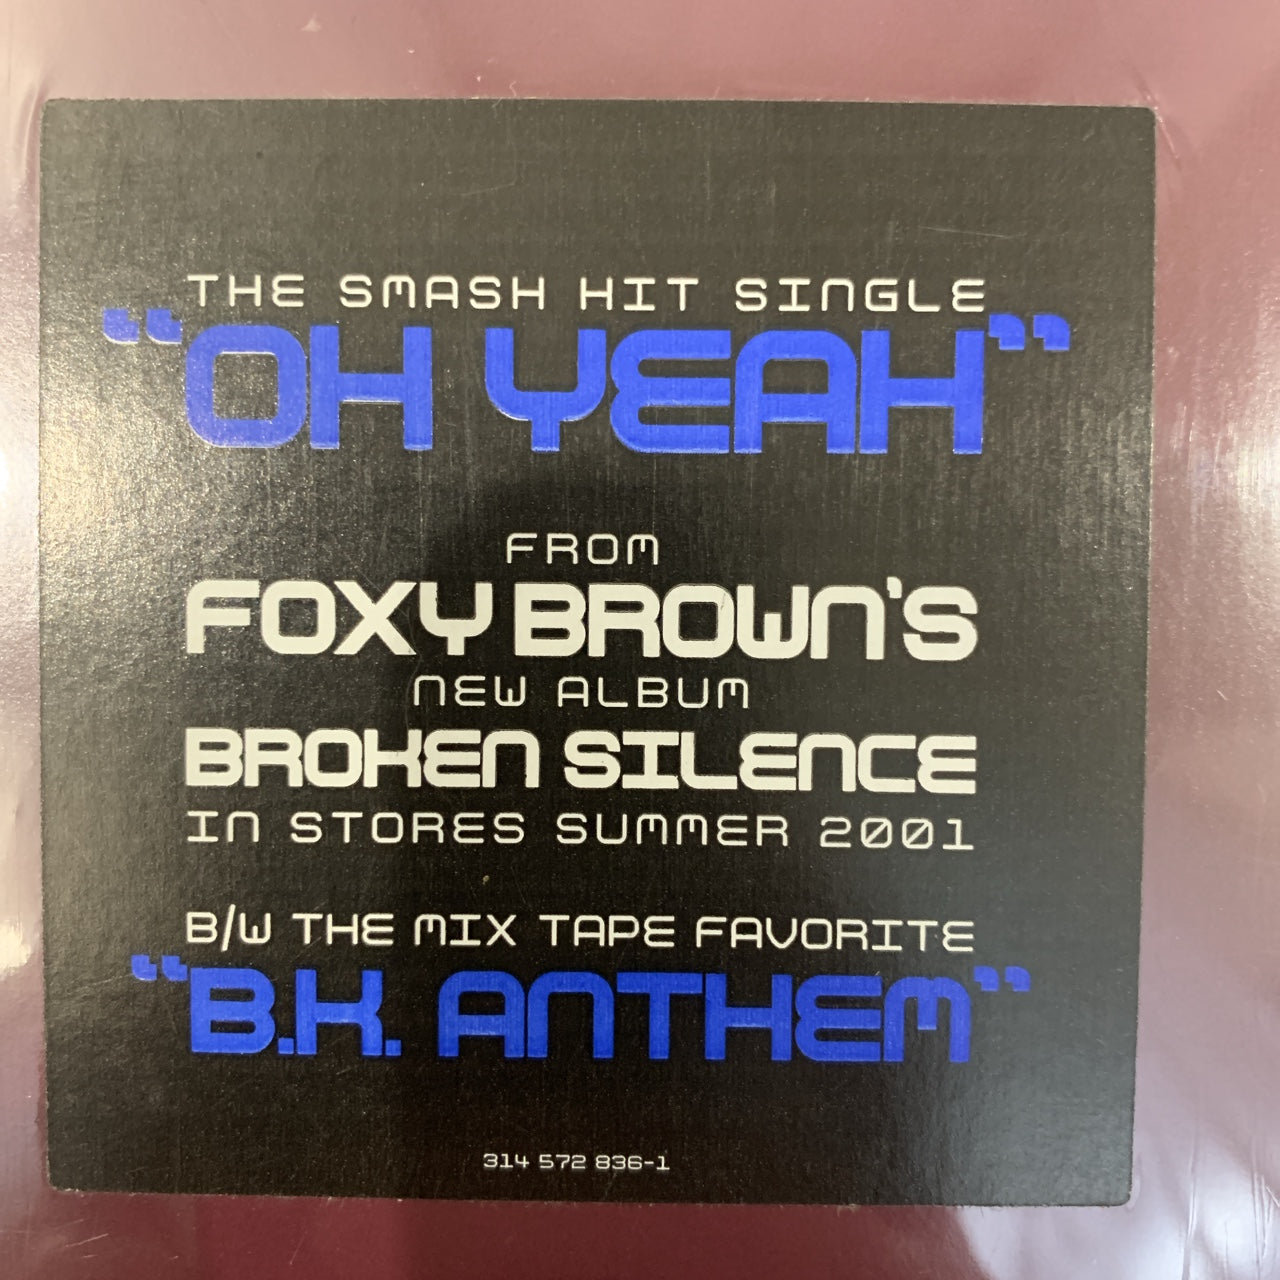 THE SMASH HIT SINGLE
“OH YEAH”
FROM
FOXY BROWN'S
NEW ALBUM
BROKEN SILENCE
IN STORES SUMMER 2001
B/W THE MIX TAPE FAVORITE
“B.K. ANTHEM”
314 572 836-1